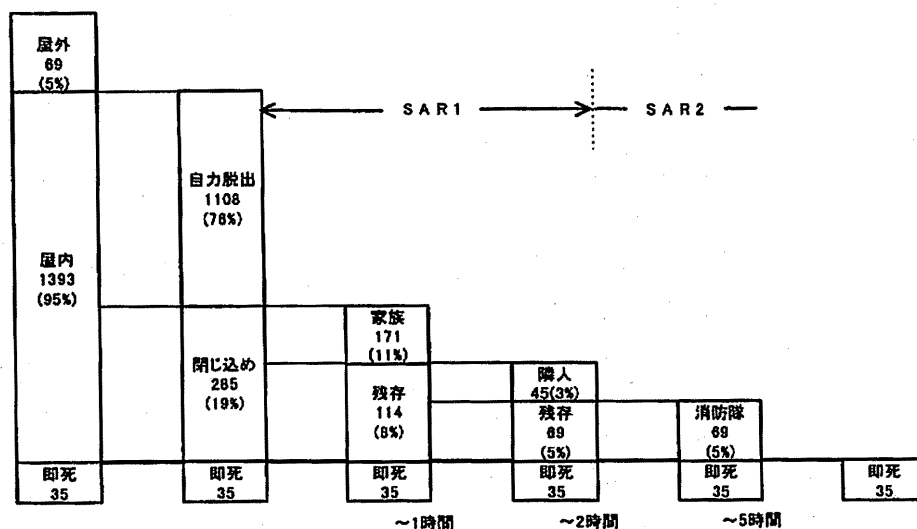 屋外
69
(5%)
屋内
1393
(95%)
即死
35
自力脱出
1108
(76%)
閉じ込め
285
(19%)
即死
35
SAR1
SAR2
家族
171
(11%)
残存
114
(8%)
即死
35
～1時間
隣人
45(3%)
残存
69
(5%)
即死
35
～2時間
消防隊
69
(5%)
即死
35
～5時間
即死
35